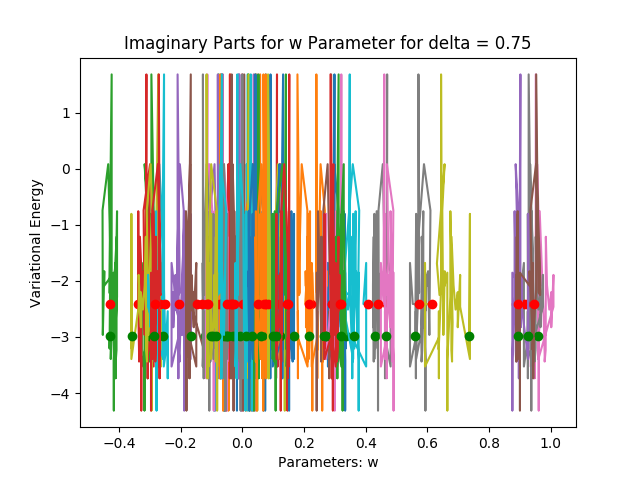 Imaginary Parts for w Parameter for delta = 0.75
Variational Energy
1
0
−1
−2
−3
−4
−0.4 −0.2 0.0 0.2 0.4 0.6 0.8 1.0
Parameters: w